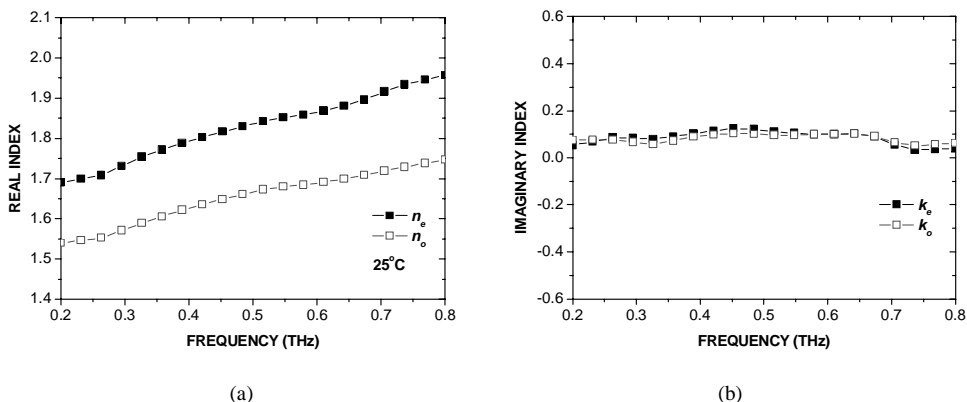 2.1
2.0
1.9
1.8
1.7
1.6
1.5
1.4
REAL INDEX
n_e
n_o
25°C
0.2 0.3 0.4 0.5 0.6 0.7 0.8
FREQUENCY (THz)
(a)
0.6
0.4
0.2
0.0
-0.2
-0.4
-0.6
IMAGINARY INDEX
k_e
k_o
0.2 0.3 0.4 0.5 0.6 0.7 0.8
FREQUENCY (THz)
(b)